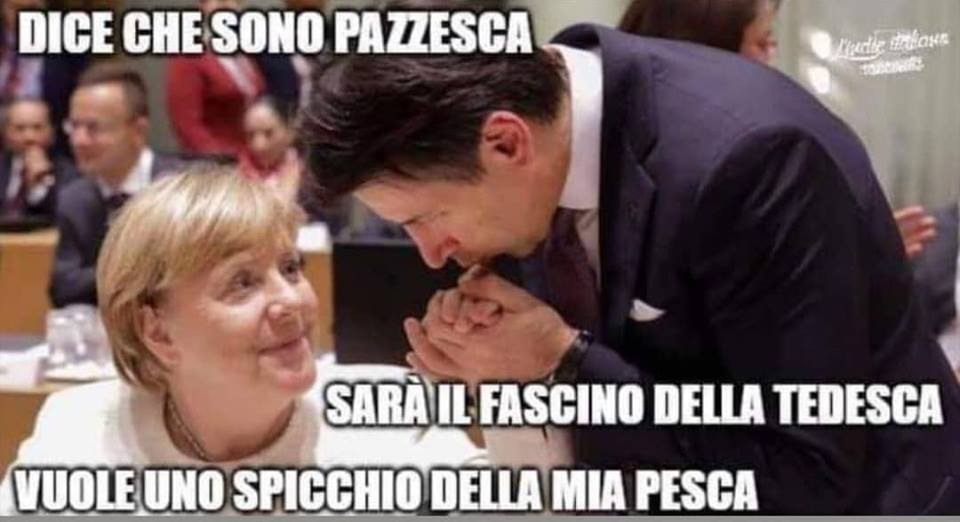 DICE CHE SONO PAZZESCA
SARÀ IL FASCINO DELLA TEDESCA
VUOLE UNO SPICCHIO DELLA MIA PESCA